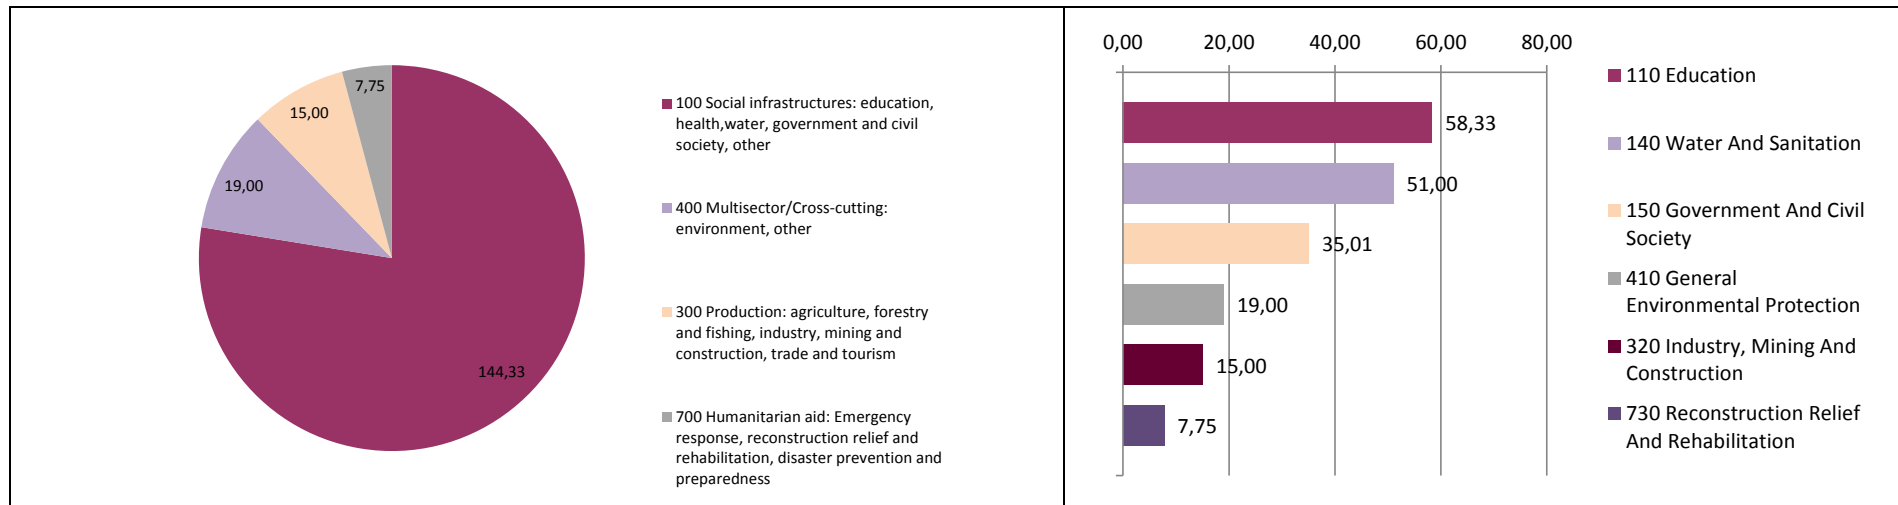 7,75
15,00
19,00
144,33
100 Social infrastructures: education,
health,water, government and civil
society, other
400 Multisector/Cross-cutting:
environment, other
300 Production: agriculture, forestry
and fishing, industry, mining and
construction, trade and tourism
700 Humanitarian aid: Emergency
response, reconstruction relief and
rehabilitation, disaster prevention and
preparedness
0,00 20,00 40,00 60,00 80,00
58,33
51,00
35,01
19,00
15,00
7,75
110 Education
140 Water And Sanitation
150 Government And Civil
Society
410 General
Environmental Protection
320 Industry, Mining And
Construction
730 Reconstruction Relief
And Rehabilitation